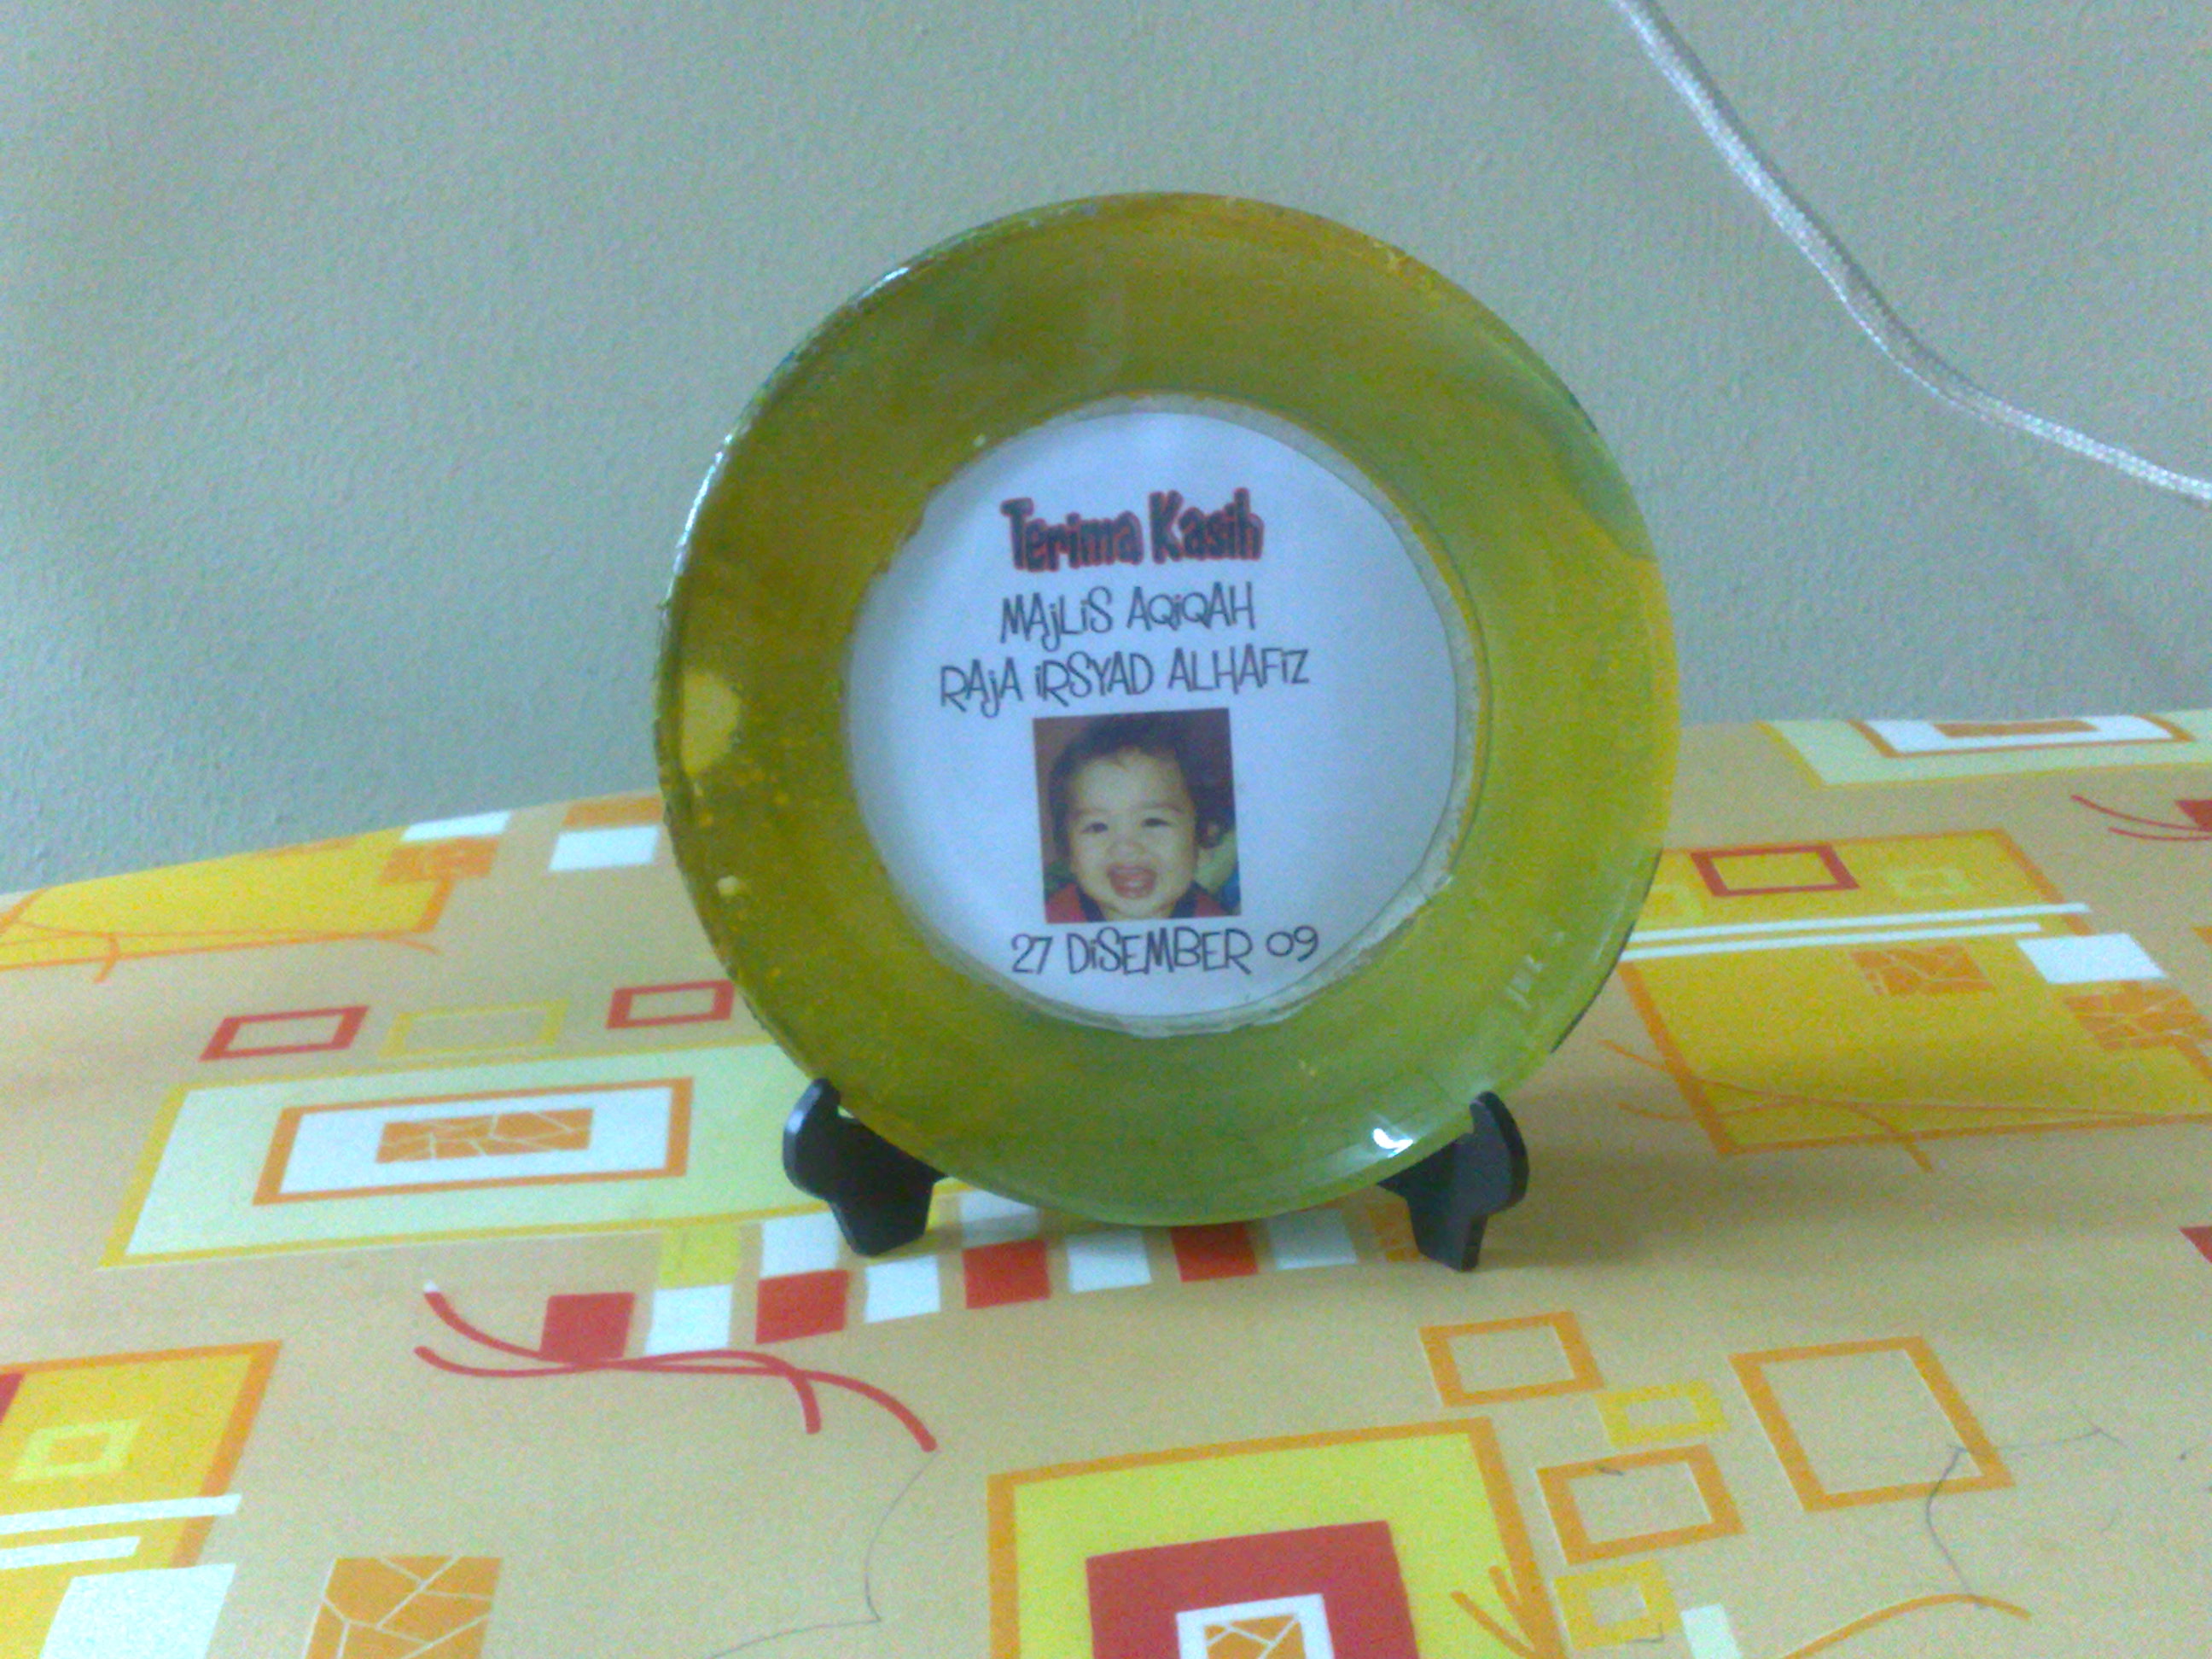 Terima Kasih
MAjLiS AQiQAH
RAjA iRSYAD ALHAFiZ
27 DiSEMBER 09